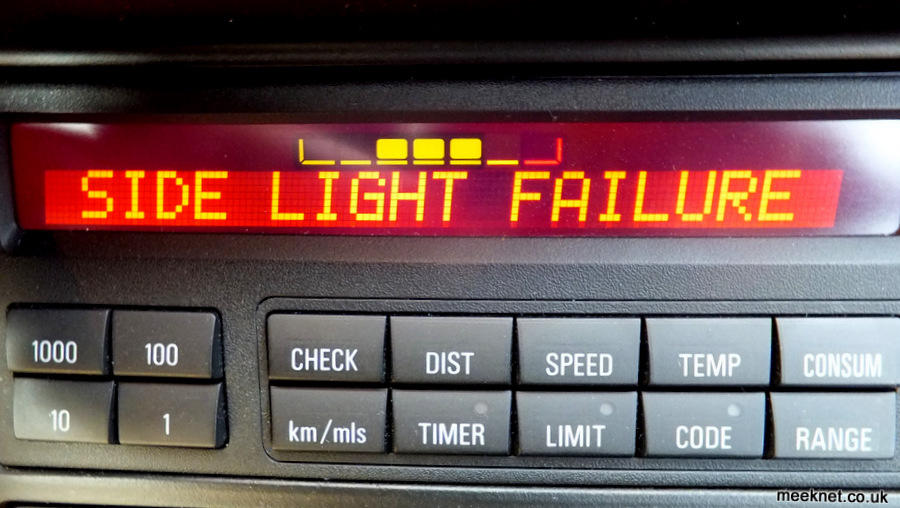 SIDE LIGHT FAILURE
1000 100
10 1
CHECK DIST SPEED TEMP CONSUM
km/mls TIMER LIMIT CODE RANGE
meeknet.co.uk